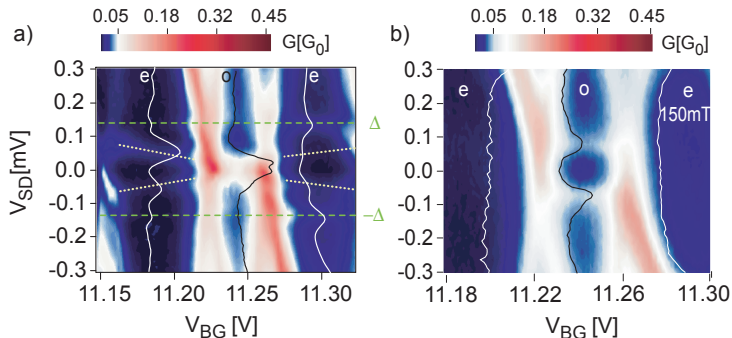 0.05 0.18 0.32 0.45
a) G[G₀]
e o e
Δ
-Δ
0.3
0.2
0.1
0.0
-0.1
-0.2
-0.3
V_SD[mV]
11.15 11.20 11.25 11.30
V_BG [V]
0.05 0.18 0.32 0.45
b) G[G₀]
e o e
150mT
0.3
0.2
0.1
0.0
-0.1
-0.2
-0.3
11.18 11.22 11.26 11.30
V_BG [V]